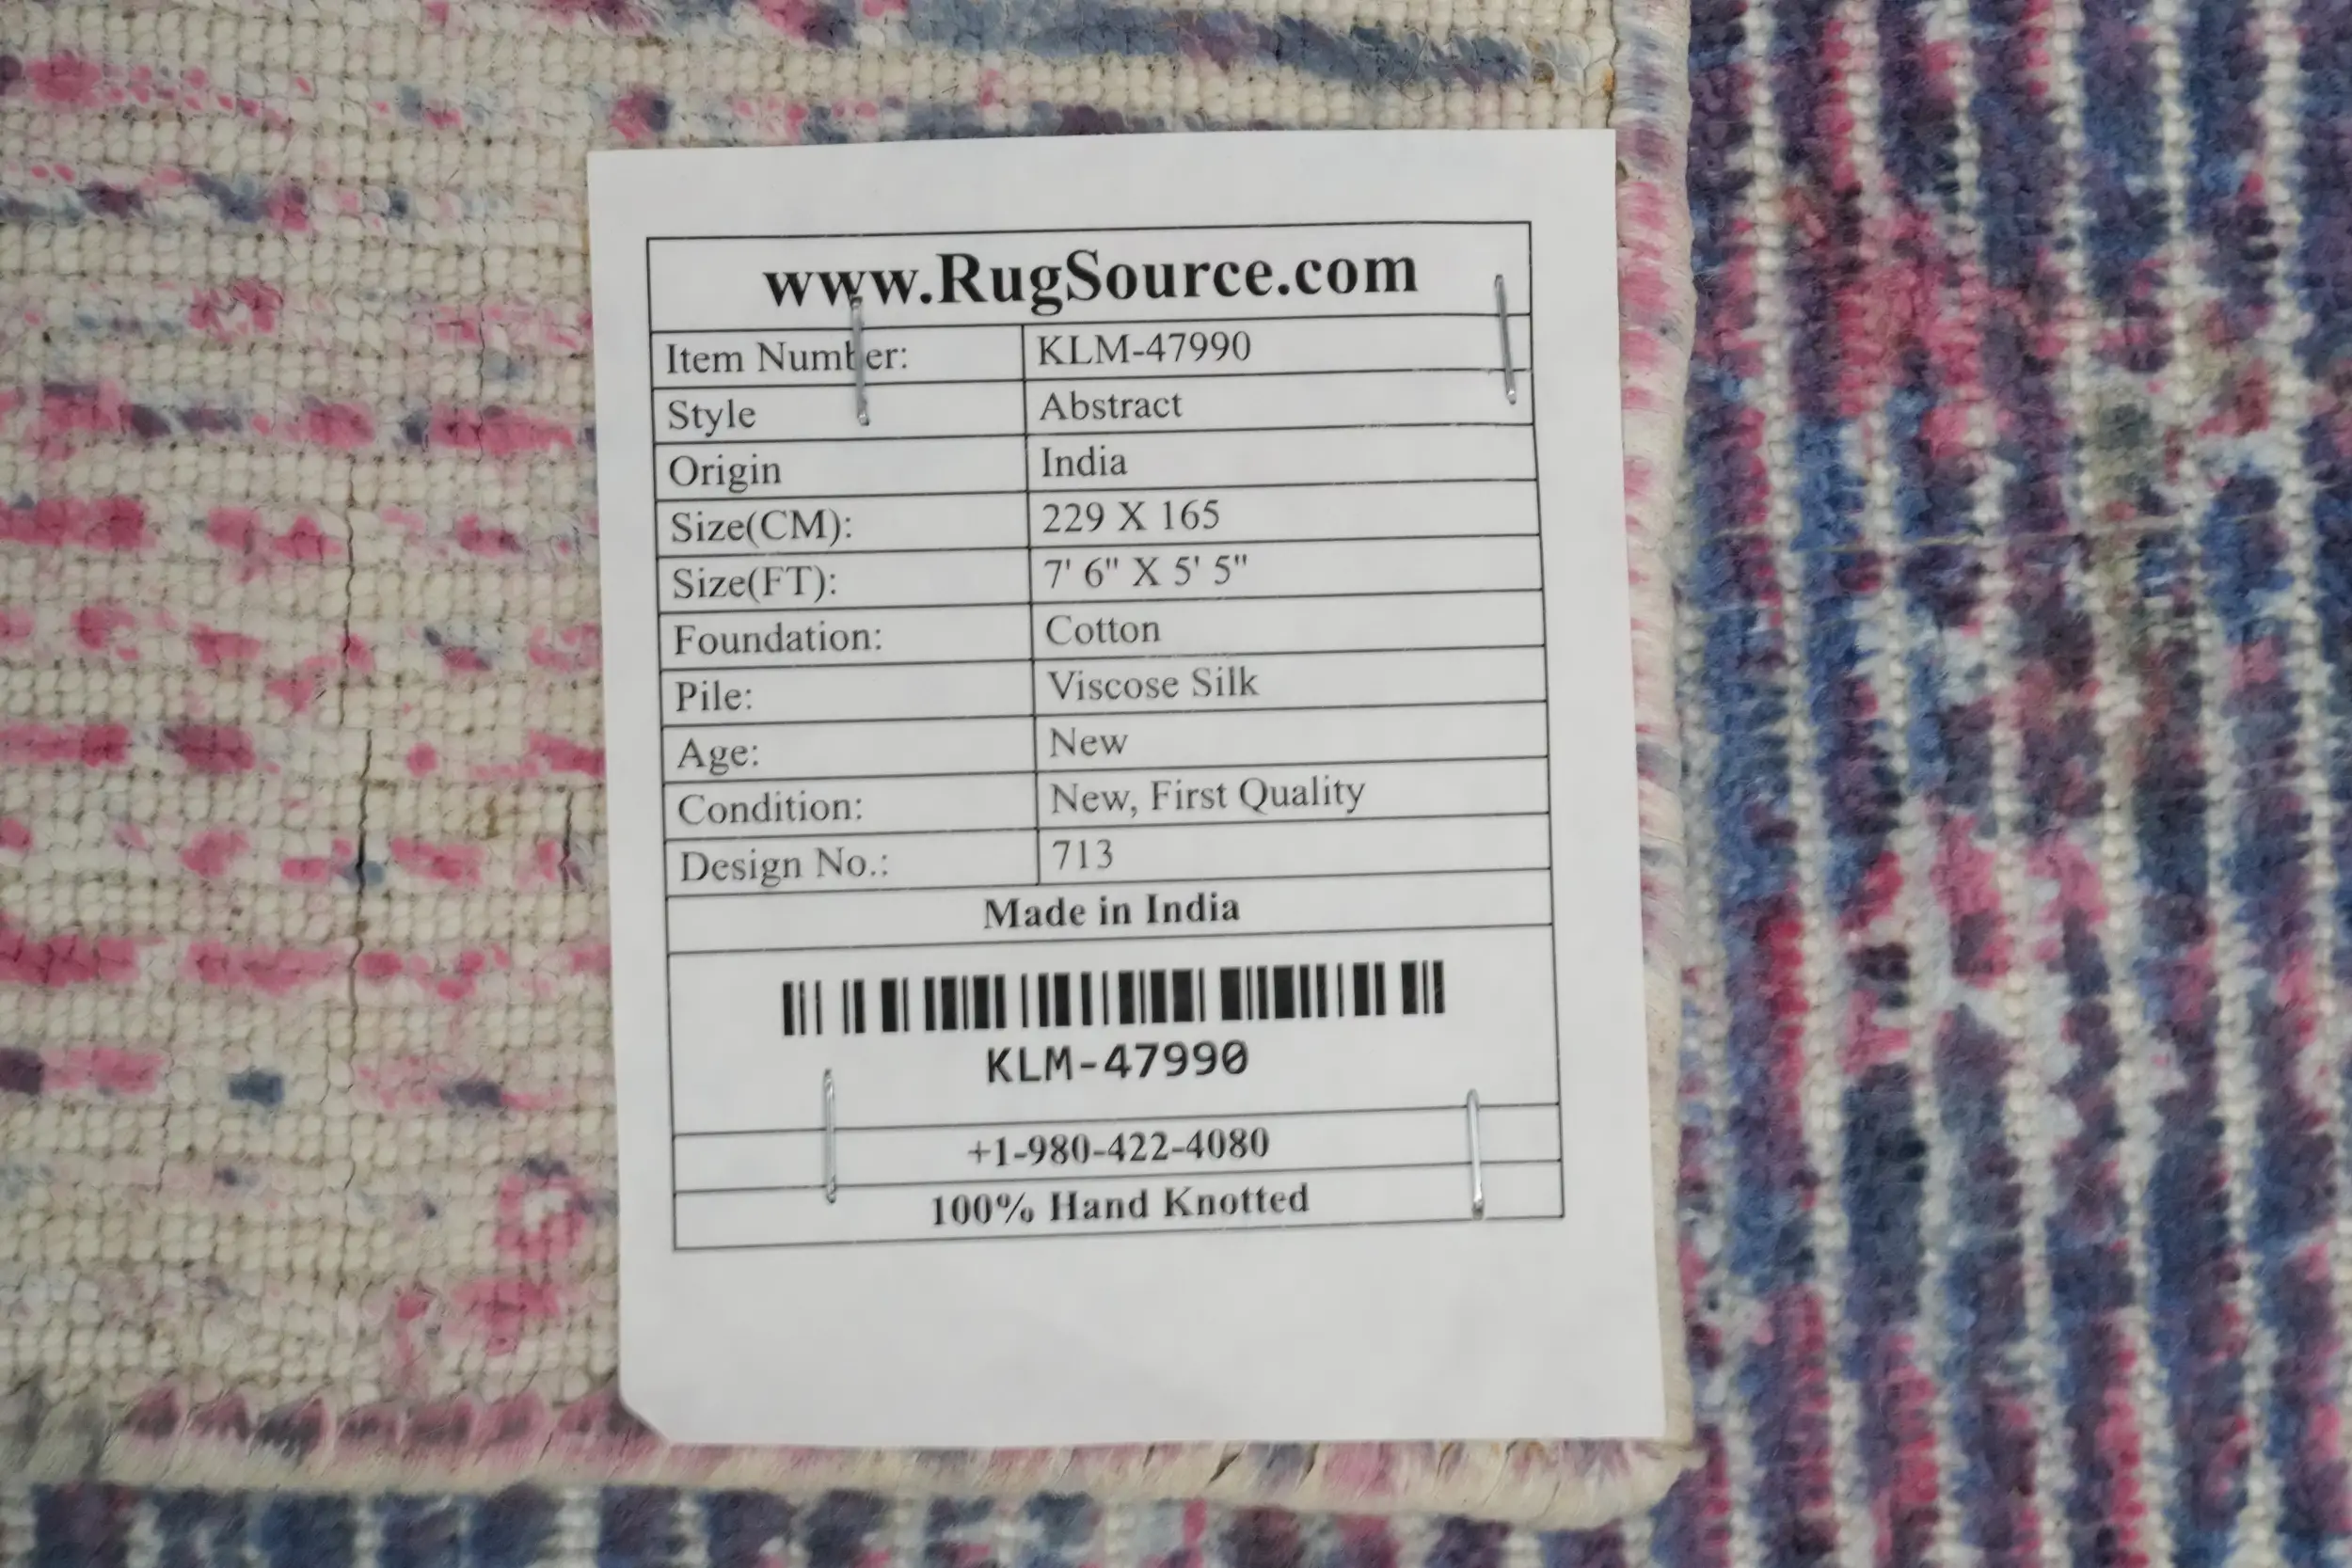 www.RugSource.com
Item Number: KLM-47990
Style Abstract
Origin India
Size(CM): 229 X 165
Size(FT): 7' 6" X 5' 5"
Foundation: Cotton
Pile: Viscose Silk
Age: New
Condition: New, First Quality
Design No.: 713
Made in India
KLM-47990
+1-980-422-4080
100% Hand Knotted